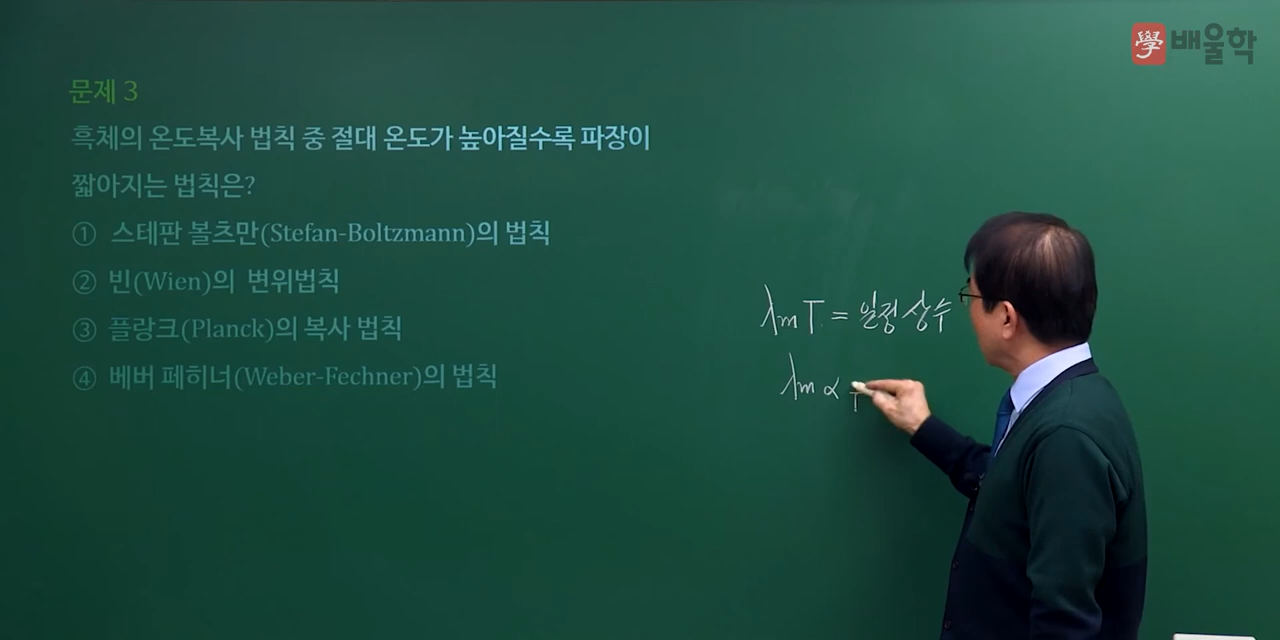 學 배울학
문제 3
흑체의 온도복사 법칙 중 절대 온도가 높아질수록 파장이
짧아지는 법칙은?
① 스테판 볼츠만(Stefan-Boltzmann)의 법칙
② 빈(Wien)의 변위법칙
③ 플랑크(Planck)의 복사 법칙
④ 베버 페히너(Weber-Fechner)의 법칙
λm T = 일정 상수
λm ∝ T